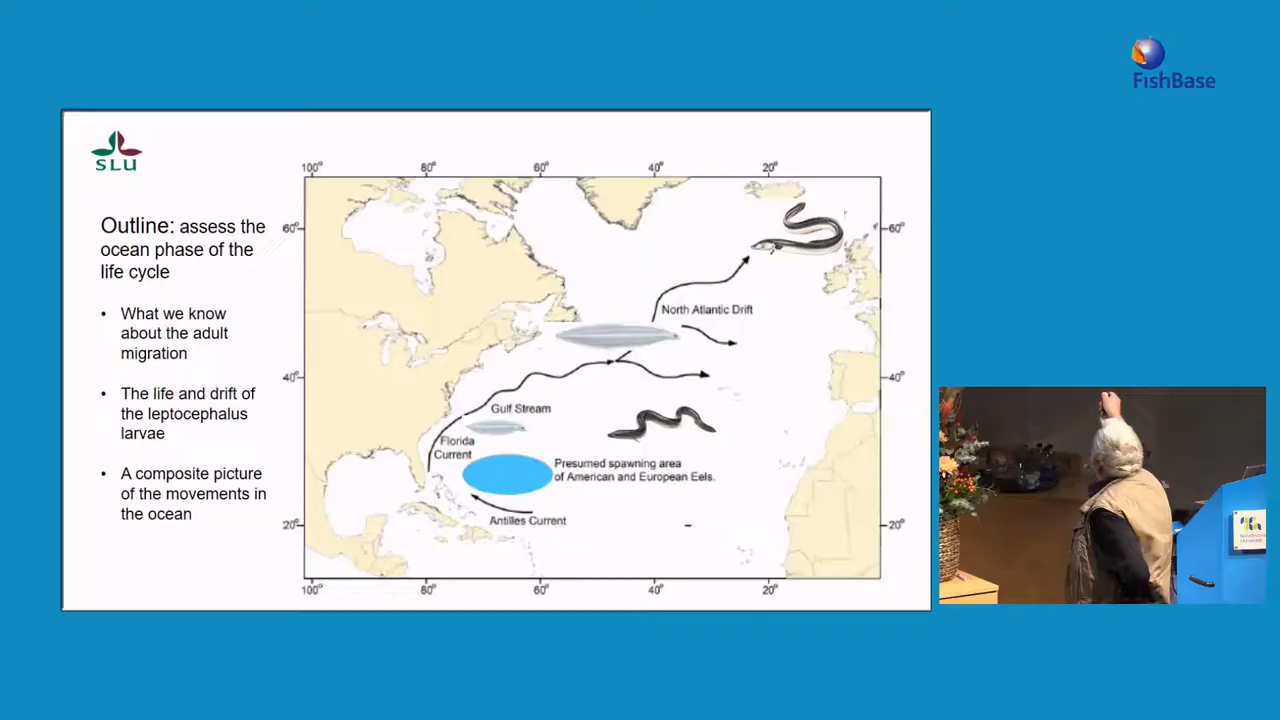 FishBase
SLU
Outline: assess the
ocean phase of the
life cycle
• What we know
about the adult
migration
• The life and drift of
the leptocephalus
larvae
• A composite picture
of the movements in
the ocean
100° 80° 60° 40° 20°
60° 60°
North Atlantic Drift
40° 40°
Gulf Stream
Florida
Current
Presumed spawning area
of American and European Eels.
Antilles Current
20° 20°
100° 80° 60° 40° 20°